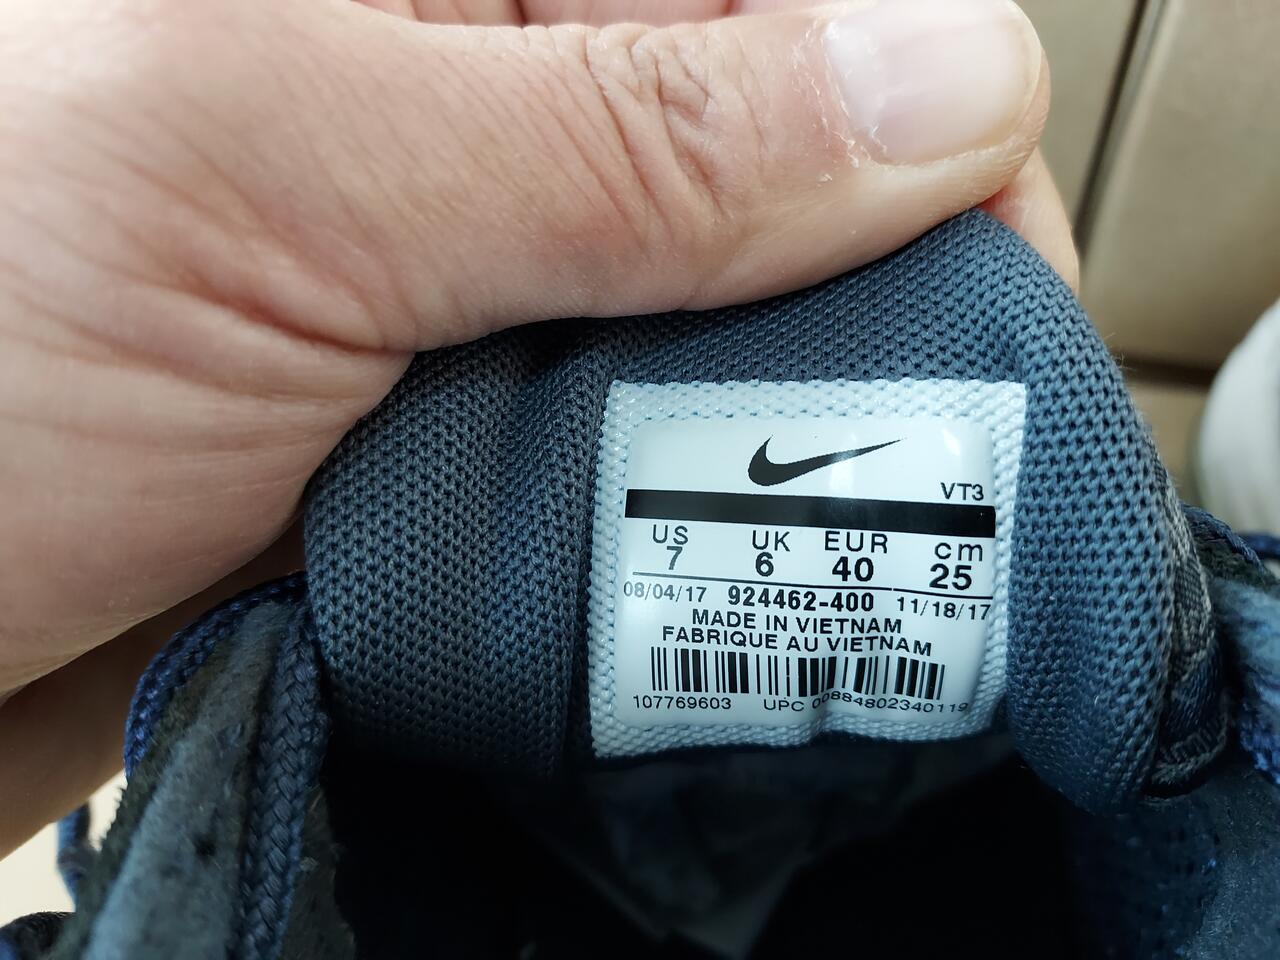 VT3
US UK EUR cm
7 6 40 25
08/04/17 924462-400 11/18/17
MADE IN VIETNAM
FABRIQUE AU VIETNAM
107769603 UPC 00884802340119